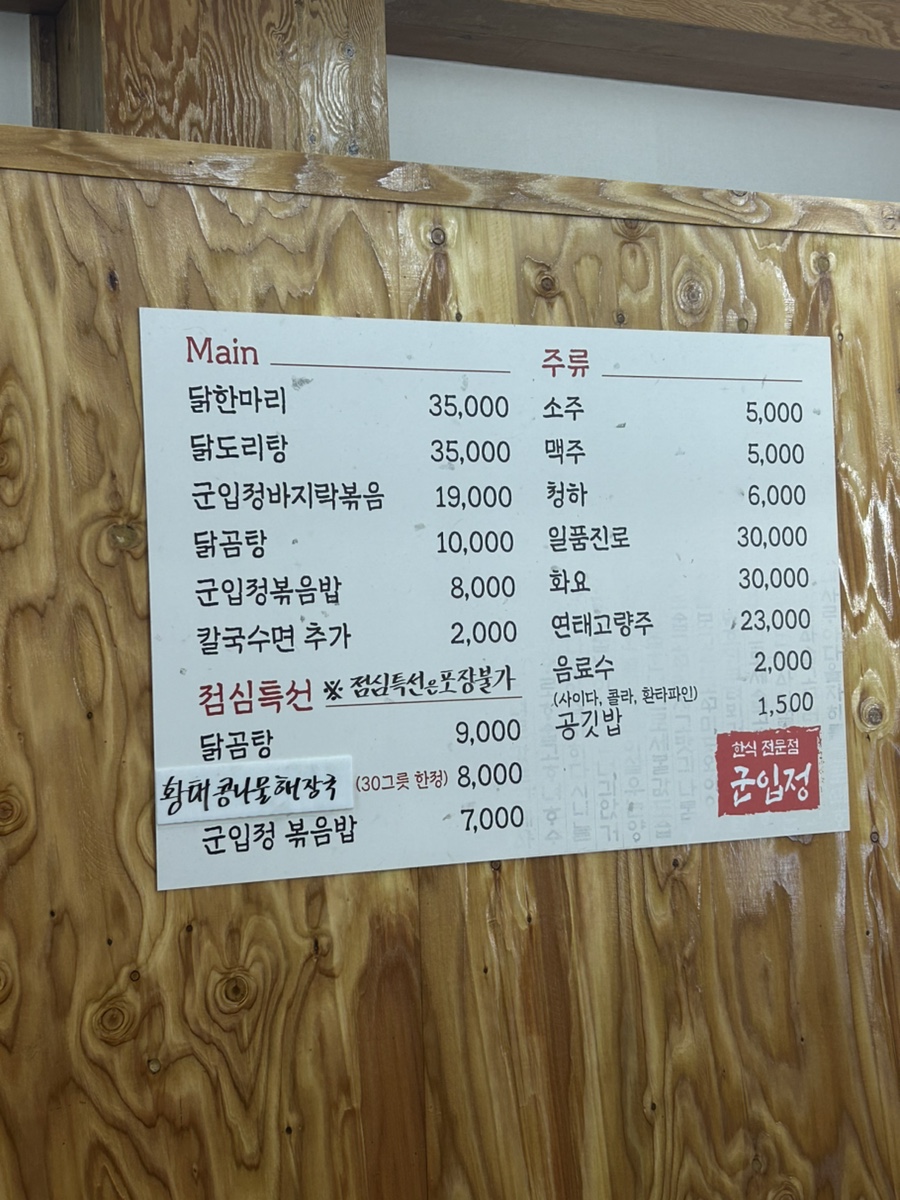 Main
닭한마리 35,000
닭도리탕 35,000
군입정바지락볶음 19,000
닭곰탕 10,000
군입정볶음밥 8,000
칼국수면 추가 2,000
점심특선 ※ 점심특선은포장불가
닭곰탕 9,000
황태콩나물해장국 (30그릇 한정) 8,000
군입정 볶음밥 7,000
주류
소주 5,000
맥주 5,000
청하 6,000
일품진로 30,000
화요 30,000
연태고량주 23,000
음료수 2,000
(사이다, 콜라, 환타파인)
공깃밥 1,500
한식 전문점
군입정